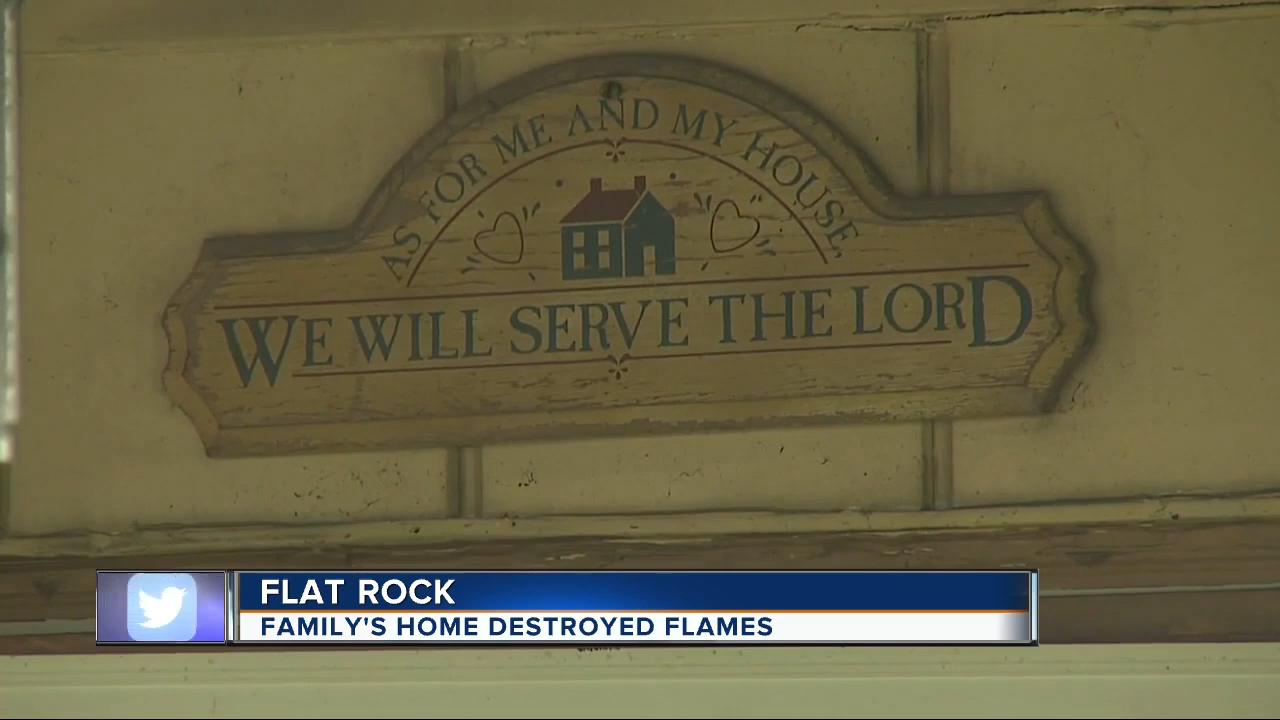 AS FOR ME AND MY HOUSE,
WE WILL SERVE THE LORD
FLAT ROCK
FAMILY'S HOME DESTROYED FLAMES